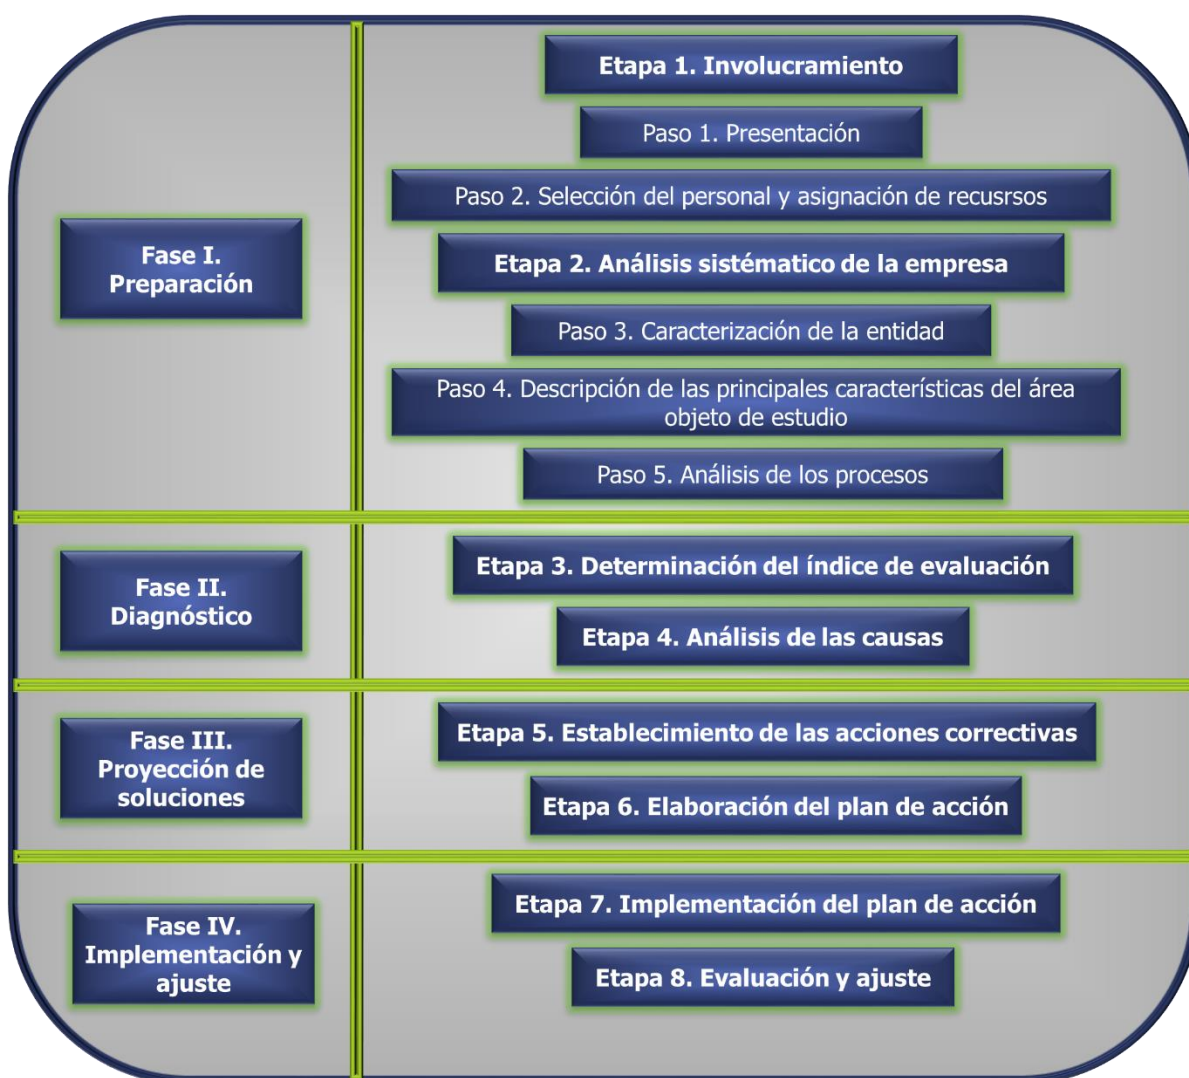 Etapa 1. Involucramiento
Paso 1. Presentación
Paso 2. Selección del personal y asignación de recusrsos
Fase I.
Preparación
Etapa 2. Análisis sistématico de la empresa
Paso 3. Caracterización de la entidad
Paso 4. Descripción de las principales característícas del área
objeto de estudio
Paso 5. Análisis de los procesos
Fase II.
Diagnóstico
Etapa 3. Determinación del índice de evaluación
Etapa 4. Análisis de las causas
Fase III.
Proyección de
soluciones
Etapa 5. Establecimiento de las acciones correctivas
Etapa 6. Elaboración del plan de acción
Fase IV.
Implementación y
ajuste
Etapa 7. Implementación del plan de acción
Etapa 8. Evaluación y ajuste